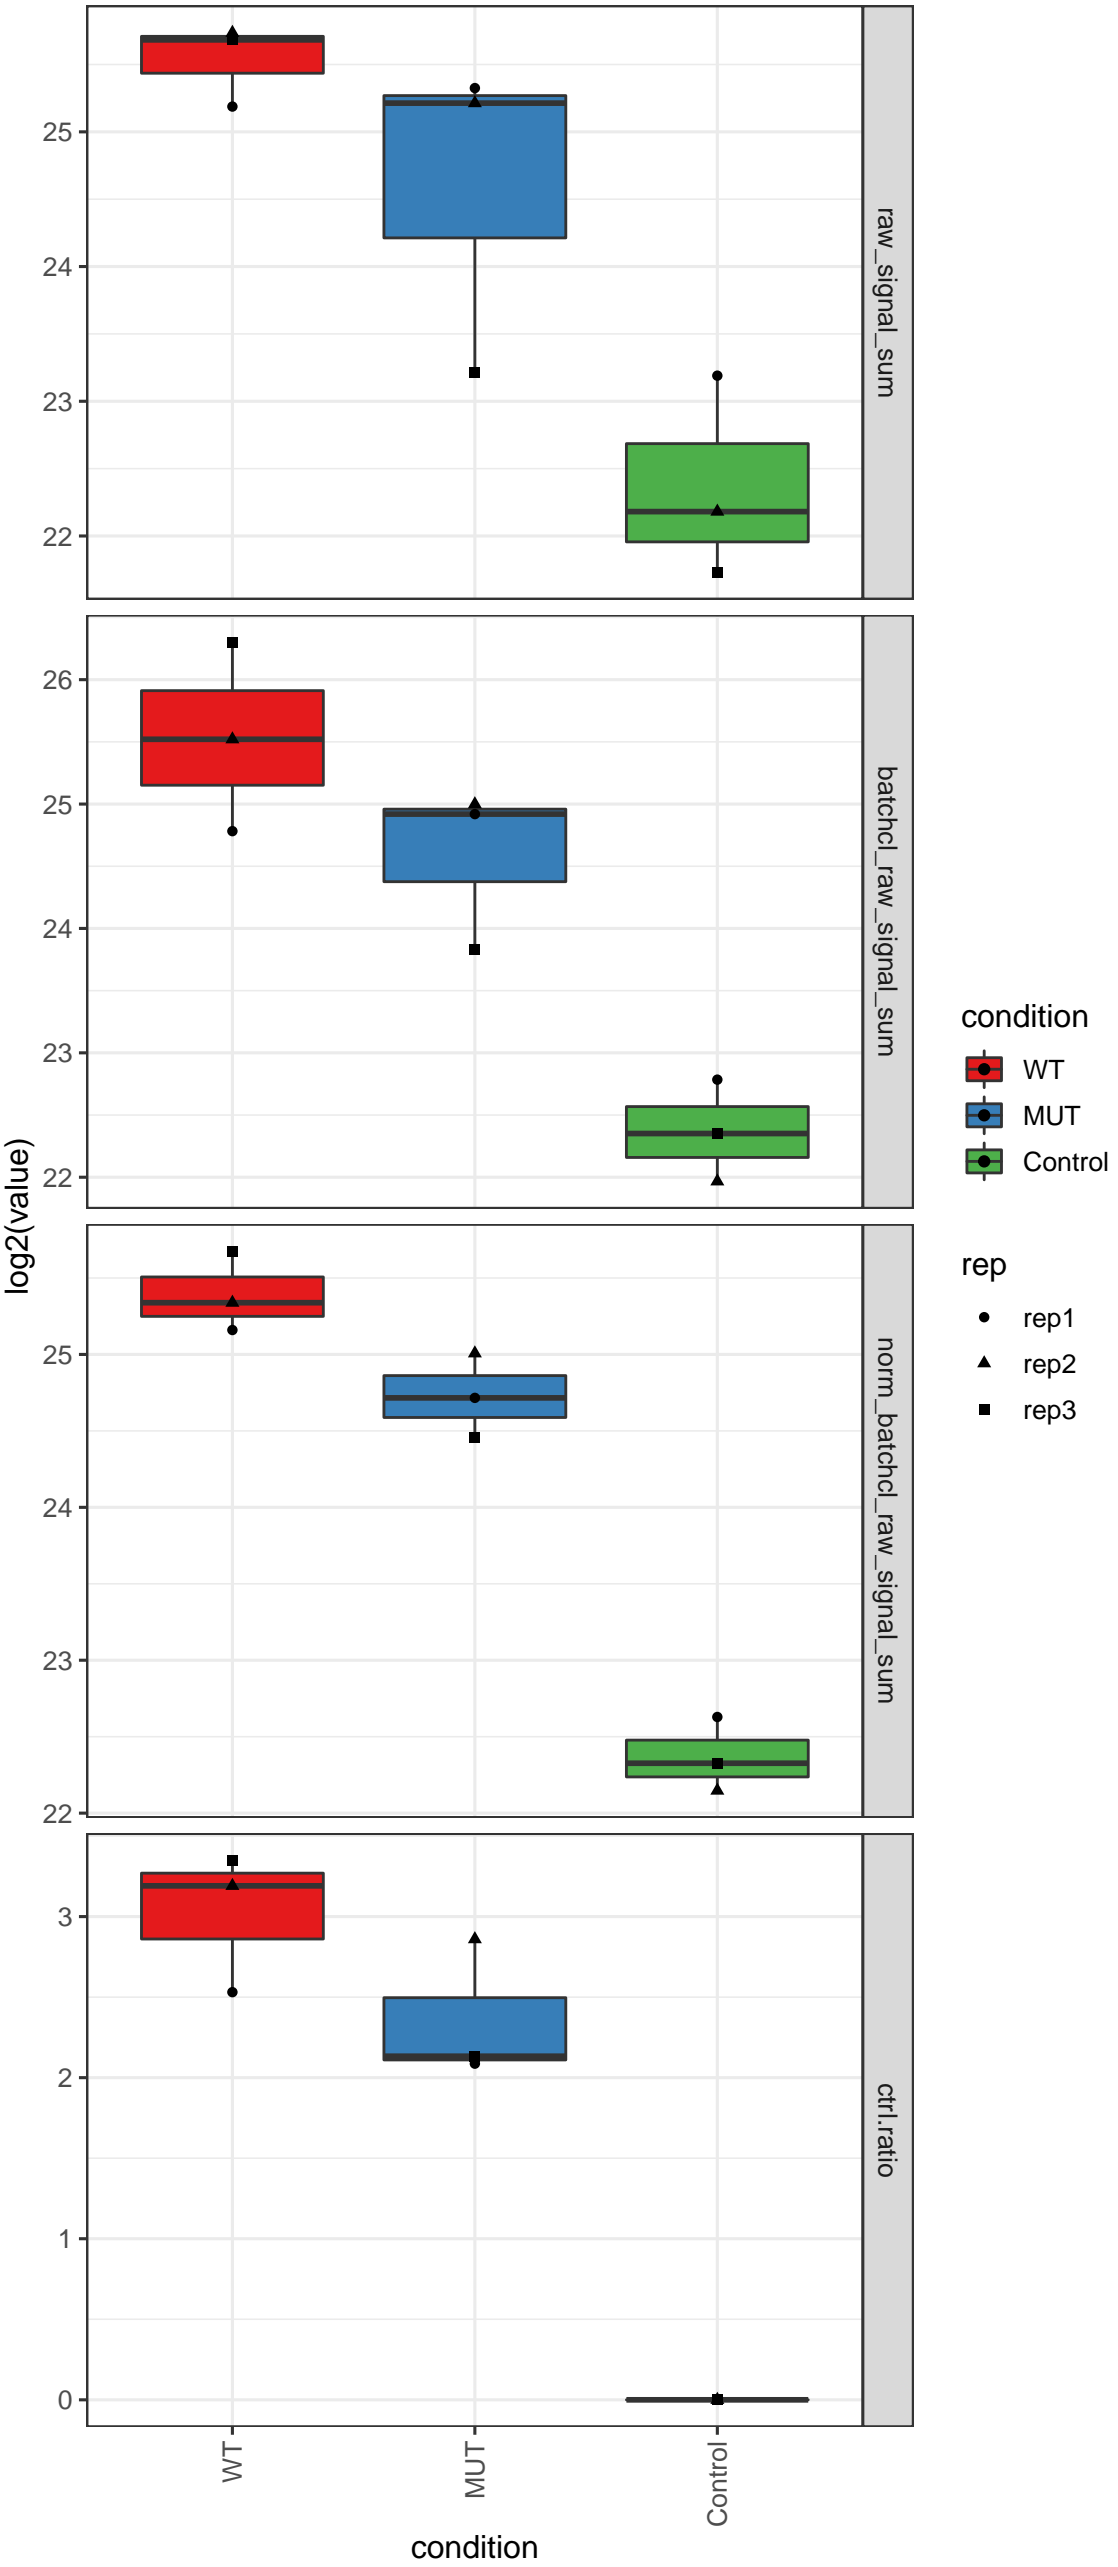 25
24
23
22
raw_signal_sum
26
25
24
23
22
batchcl_raw_signal_sum
25
24
23
22
norm_batchcl_raw_signal_sum
3
2
1
0
ctrl.ratio
log2(value)
WT
MUT
Control
condition
condition
WT
MUT
Control
rep
rep1
rep2
rep3